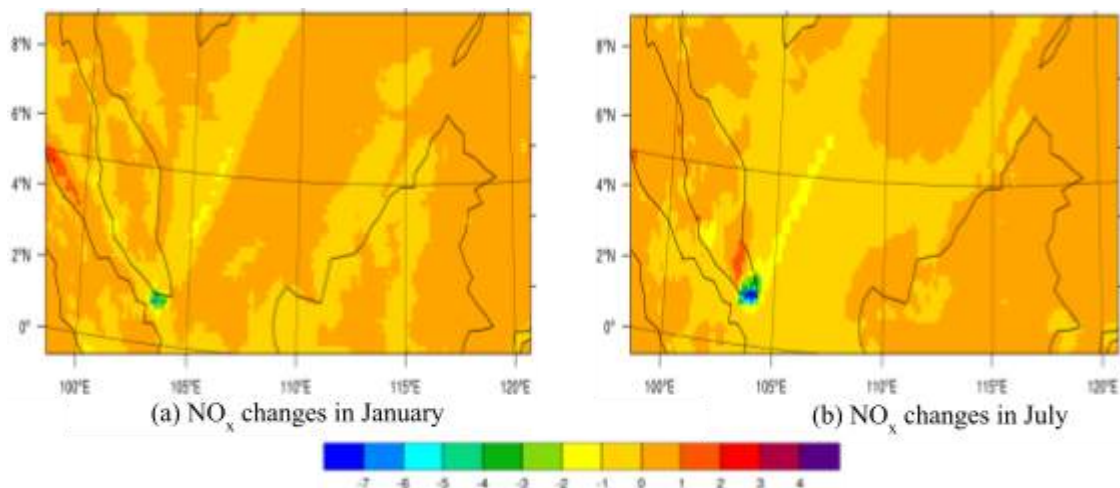 8°N
6°N
4°N
2°N
0°
100°E 105°E 110°E 115°E 120°E
(a) NOₓ changes in January
8°N
6°N
4°N
2°N
0°
100°E 105°E 110°E 115°E 120°E
(b) NOₓ changes in July
-7 -6 -5 -4 -3 -2 -1 0 1 2 3 4